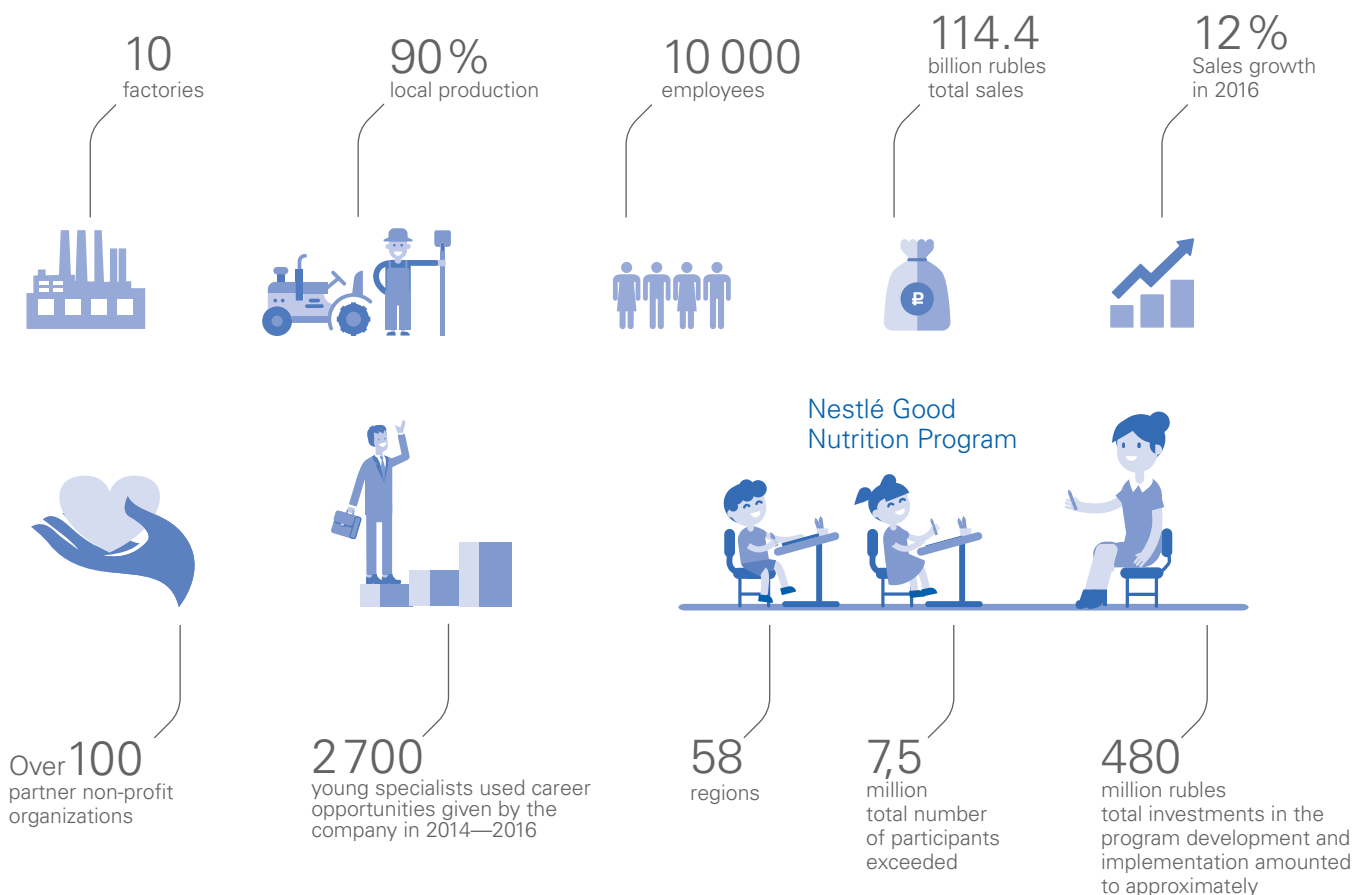 10
factories
90 %
local production
10 000
employees
114.4
billion rubles
total sales
12 %
Sales growth
in 2016
₽
Nestlé Good
Nutrition Program
Over 100
partner non-profit
organizations
2 700
young specialists used career
opportunities given by the
company in 2014—2016
58
regions
7,5
million
total number
of participants
exceeded
480
million rubles
total investments in the
program development and
implementation amounted
to approximately